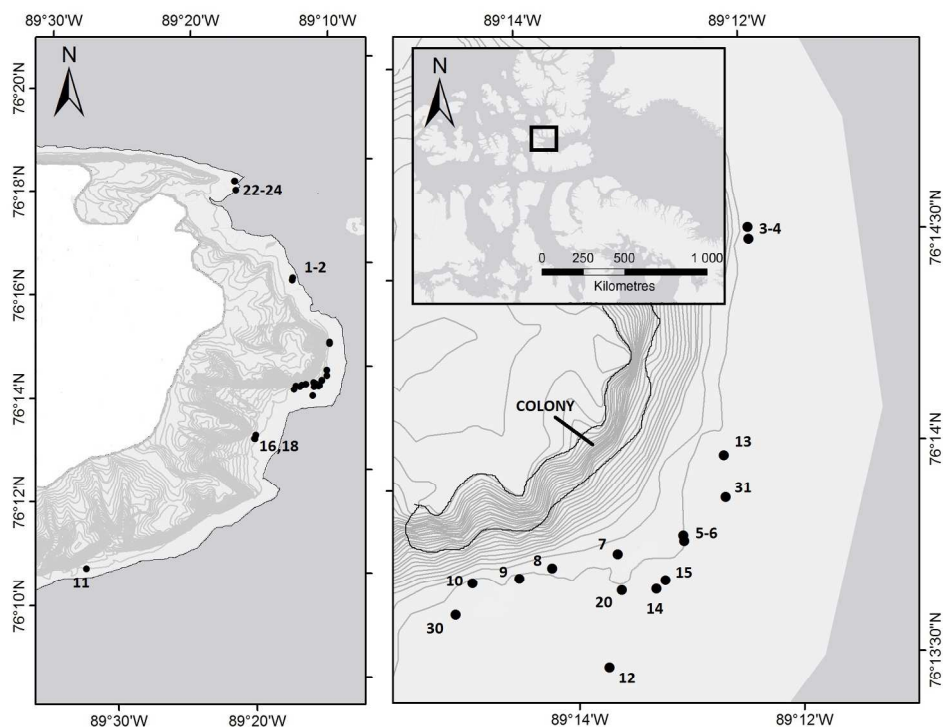 89°30'W 89°20'W 89°10'W
89°14'W 89°12'W
N
76°20'N
76°18'N
76°16'N
76°14'N
76°12'N
76°10'N
22-24
1-2
16,18
11
89°30'W 89°20'W
N
0 250 500 1 000
Kilometres
3-4
76°14'30"N
COLONY
76°14'N
13
31
5-6
7
8
15
9
10
20
14
30
12
76°13'30"N
89°14'W 89°12'W